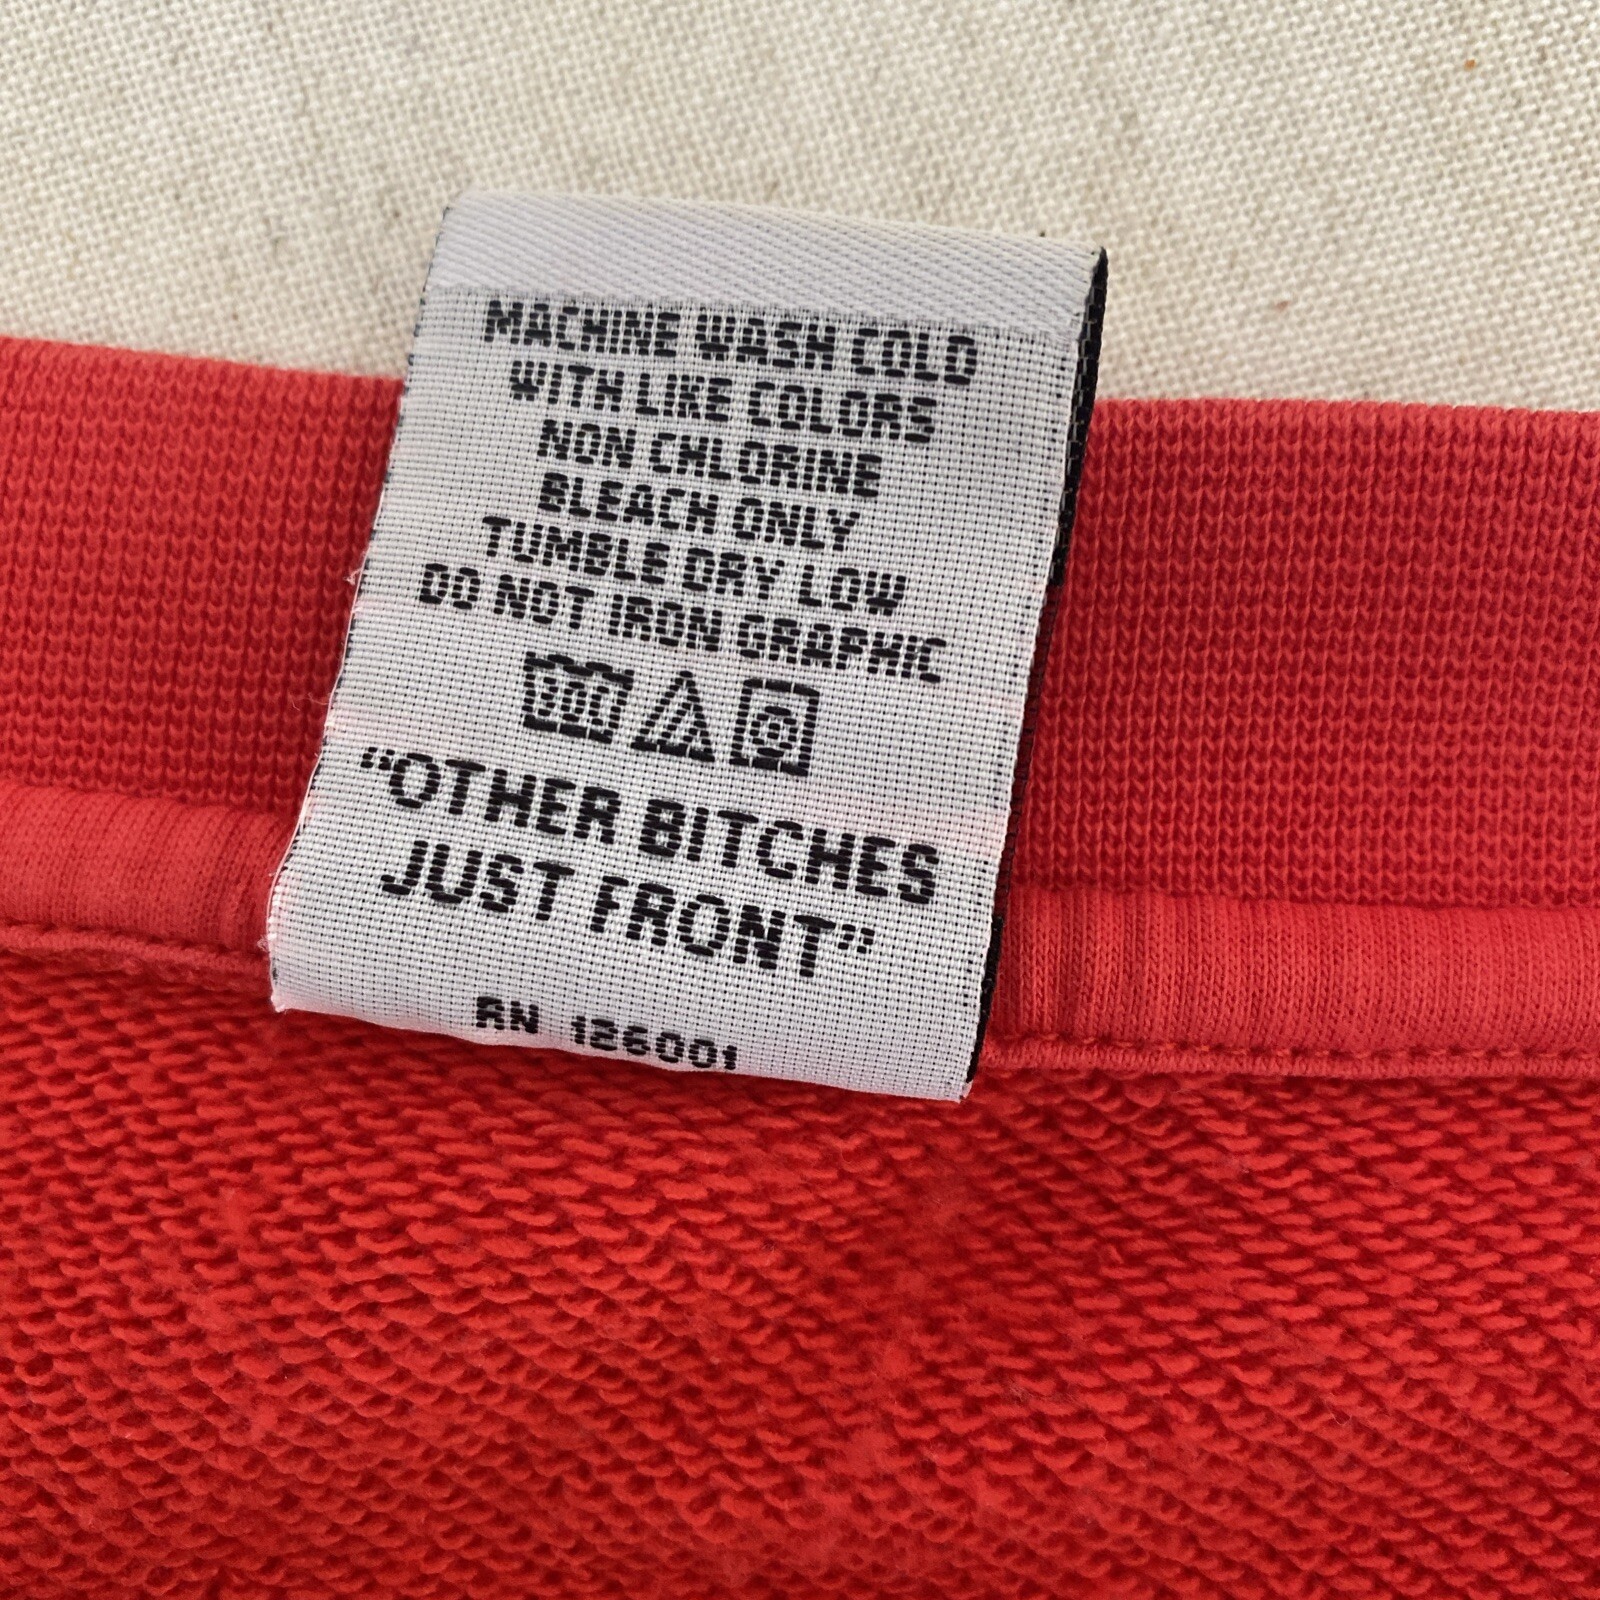 MACHINE WASH COLD
WITH LIKE COLORS
NON CHLORINE
BLEACH ONLY
TUMBLE DRY LOW
DO NOT IRON GRAPHIC
“OTHER BITCHES
JUST FRONT”
RN 126001